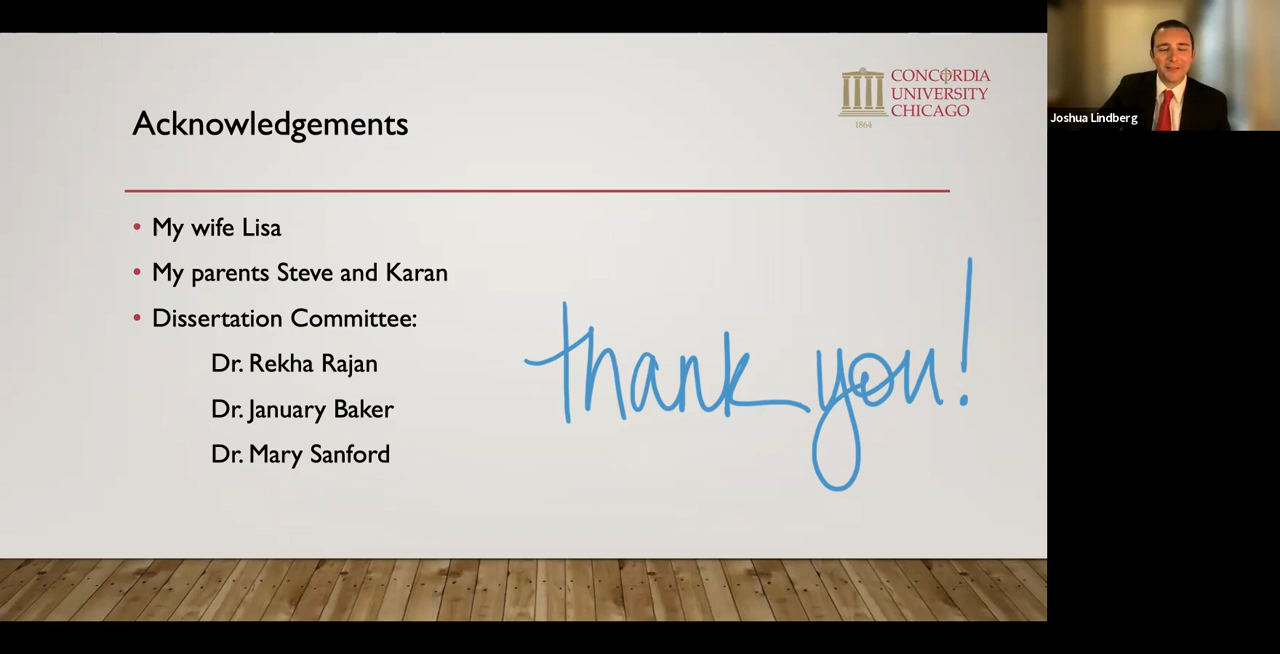 CONCORDIA
UNIVERSITY
CHICAGO
1864
Acknowledgements
• My wife Lisa
• My parents Steve and Karan
• Dissertation Committee:
Dr. Rekha Rajan
Dr. January Baker
Dr. Mary Sanford
thank you!
Joshua Lindberg